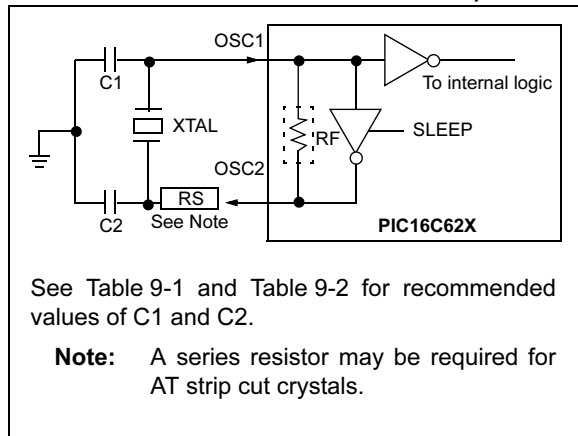 OSC1
C1
To internal logic
XTAL
RF
SLEEP
OSC2
RS
C2
See Note
PIC16C62X
See Table 9-1 and Table 9-2 for recommended
values of C1 and C2.
Note: A series resistor may be required for
AT strip cut crystals.